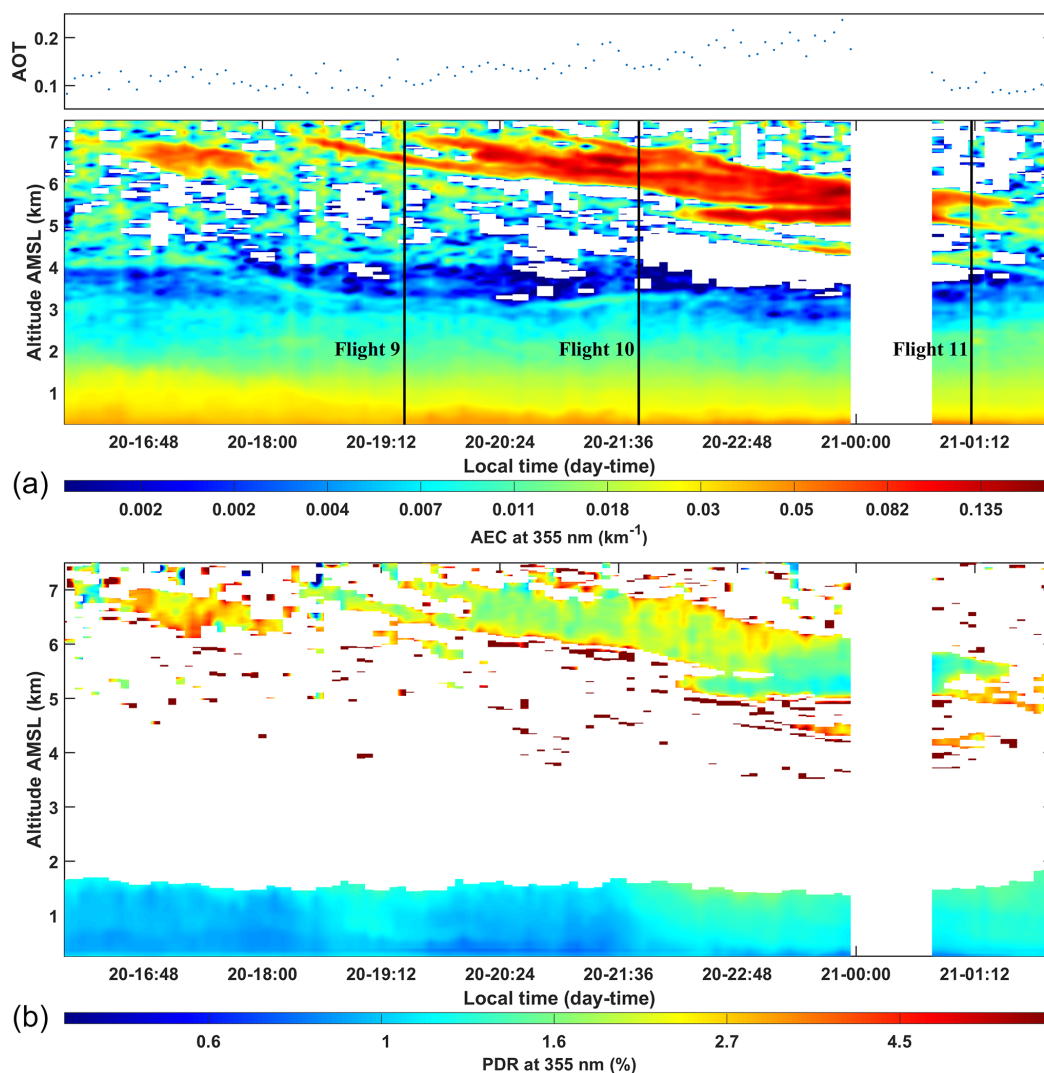 0.2
0.1
AOT
7
6
5
4
3
2
1
Altitude AMSL (km)
Flight 9
Flight 10
Flight 11
20-16:48 20-18:00 20-19:12 20-20:24 20-21:36 20-22:48 21-00:00 21-01:12
Local time (day-time)
(a)
0.002 0.002 0.004 0.007 0.011 0.018 0.03 0.05 0.082 0.135
AEC at 355 nm (km-1)
7
6
5
4
3
2
1
Altitude AMSL (km)
20-16:48 20-18:00 20-19:12 20-20:24 20-21:36 20-22:48 21-00:00 21-01:12
Local time (day-time)
(b)
0.6 1 1.6 2.7 4.5
PDR at 355 nm (%)